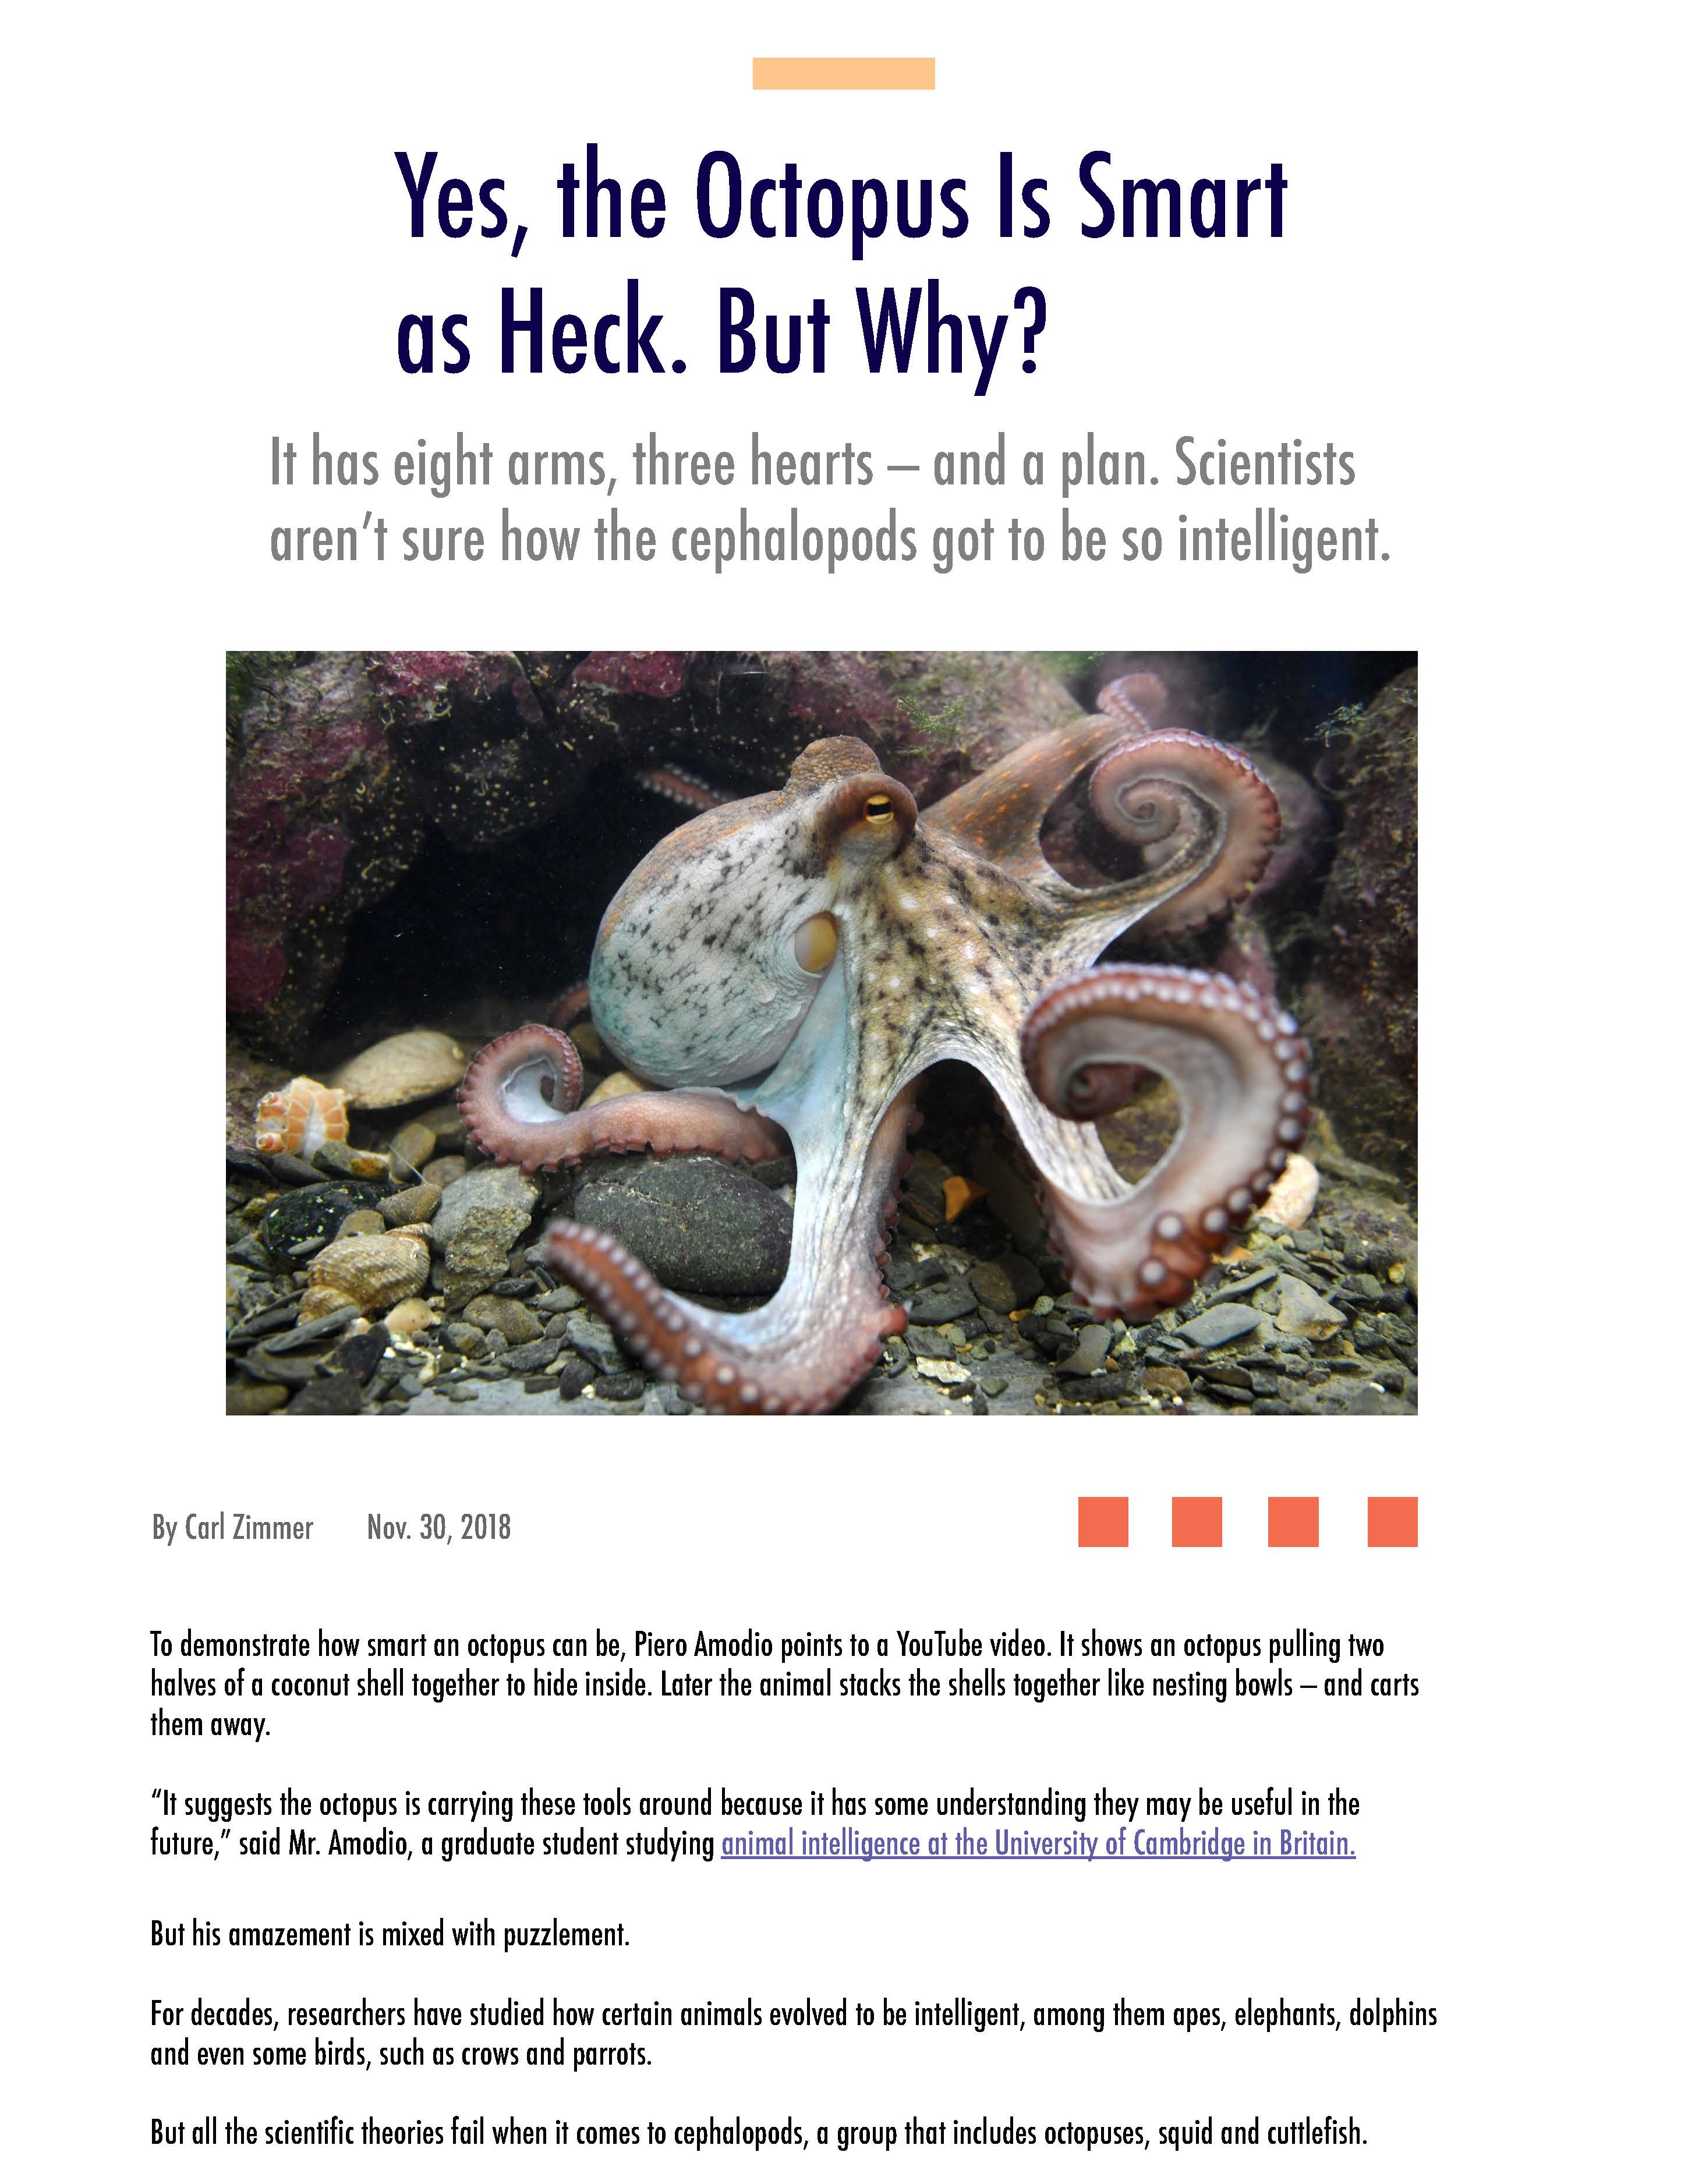 Yes, the Octopus Is Smart
as Heck. But Why?
It has eight arms, three hearts – and a plan. Scientists
aren’t sure how the cephalopods got to be so intelligent.
By Carl Zimmer Nov. 30, 2018
To demonstrate how smart an octopus can be, Piero Amodio points to a YouTube video. It shows an octopus pulling two
halves of a coconut shell together to hide inside. Later the animal stacks the shells together like nesting bowls – and carts
them away.
“It suggests the octopus is carrying these tools around because it has some understanding they may be useful in the
future,” said Mr. Amodio, a graduate student studying animal intelligence at the University of Cambridge in Britain.
But his amazement is mixed with puzzlement.
For decades, researchers have studied how certain animals evolved to be intelligent, among them apes, elephants, dolphins
and even some birds, such as crows and parrots.
But all the scientific theories fail when it comes to cephalopods, a group that includes octopuses, squid and cuttlefish.